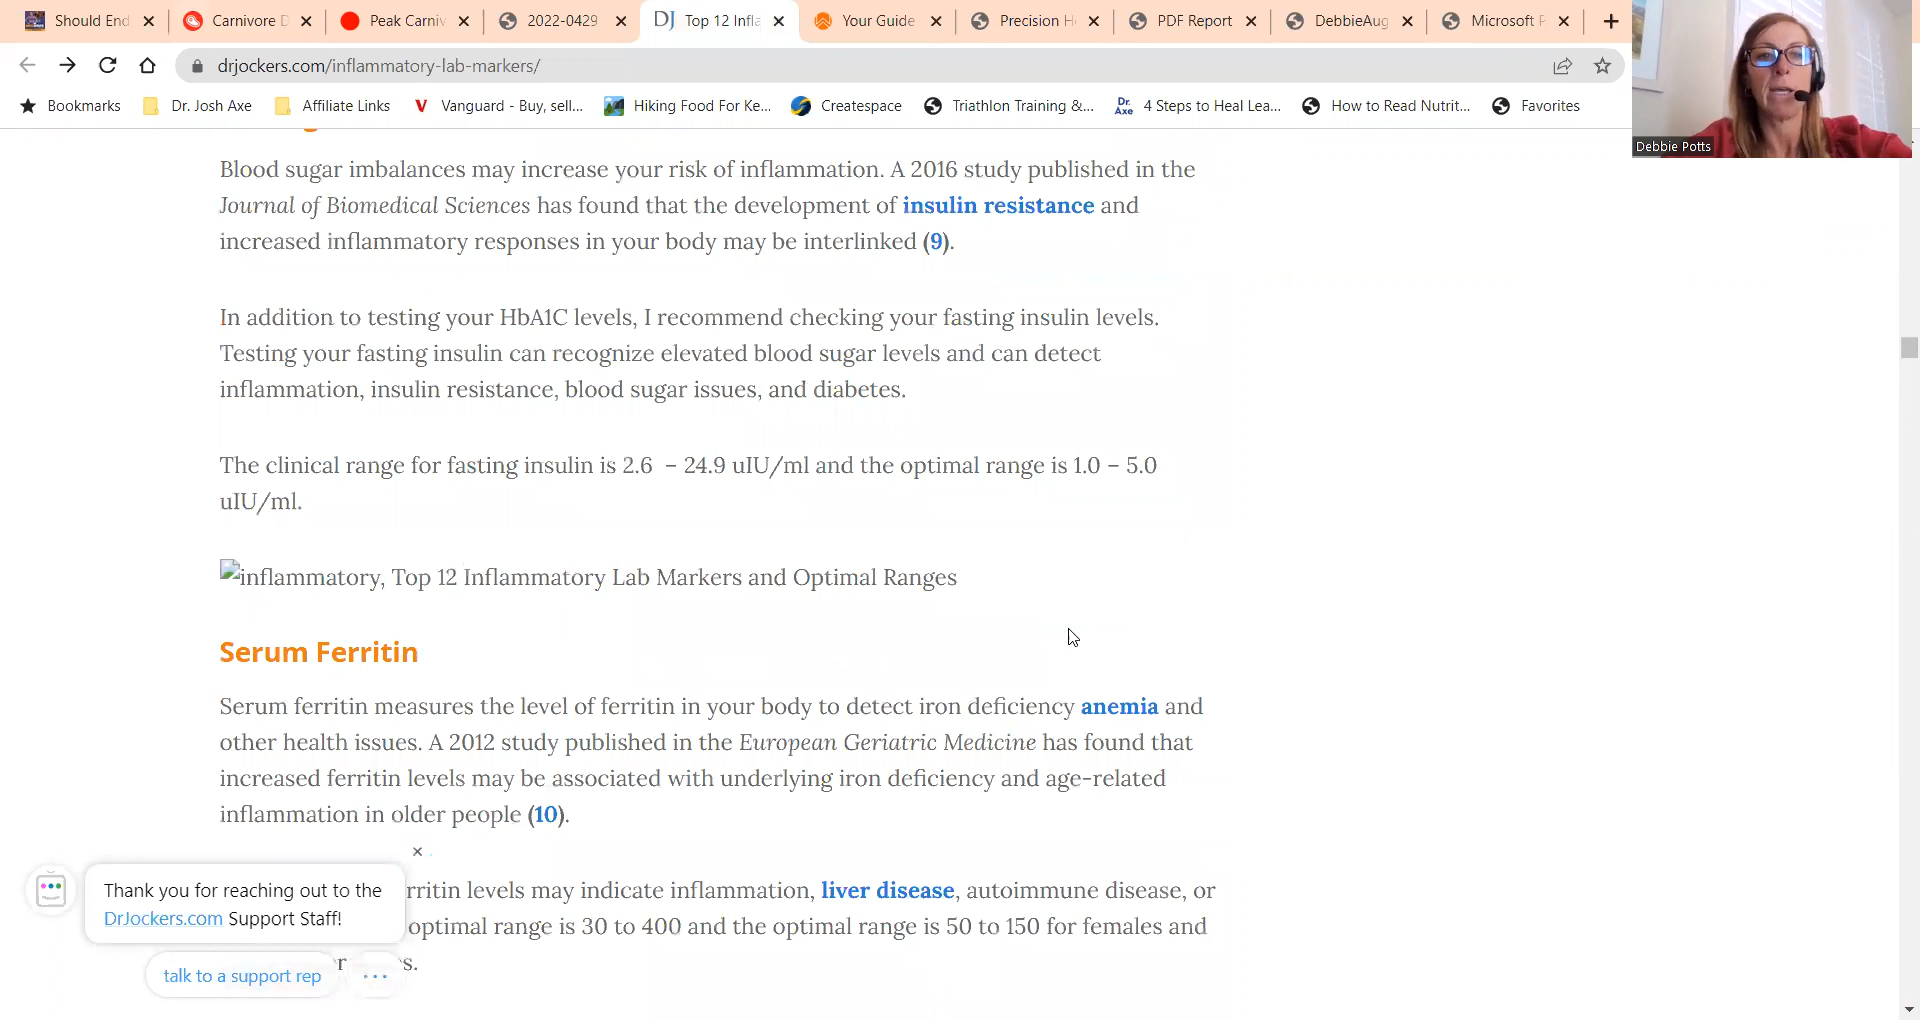 Should End
Carnivore D
Peak Carniv
2022-0429
DJ Top 12 Infla
Your Guide
Precision H
PDF Report
DebbieAug
Microsoft P
drjockers.com/inflammatory-lab-markers/
Bookmarks
Dr. Josh Axe
Affiliate Links
Vanguard - Buy, sell...
Hiking Food For Ke...
Createspace
Triathlon Training &...
Dr. Axe
4 Steps to Heal Lea...
How to Read Nutrit...
Favorites
Debbie Potts
Blood sugar imbalances may increase your risk of inflammation. A 2016 study published in the
Journal of Biomedical Sciences has found that the development of insulin resistance and
increased inflammatory responses in your body may be interlinked (9).
In addition to testing your HbA1C levels, I recommend checking your fasting insulin levels.
Testing your fasting insulin can recognize elevated blood sugar levels and can detect
inflammation, insulin resistance, blood sugar issues, and diabetes.
The clinical range for fasting insulin is 2.6 – 24.9 uIU/ml and the optimal range is 1.0 – 5.0
uIU/ml.
inflammatory, Top 12 Inflammatory Lab Markers and Optimal Ranges
Serum Ferritin
Serum ferritin measures the level of ferritin in your body to detect iron deficiency anemia and
other health issues. A 2012 study published in the European Geriatric Medicine has found that
increased ferritin levels may be associated with underlying iron deficiency and age-related
inflammation in older people (10).
rritin levels may indicate inflammation, liver disease, autoimmune disease, or
optimal range is 30 to 400 and the optimal range is 50 to 150 for females and
r s.
Thank you for reaching out to the
DrJockers.com Support Staff!
talk to a support rep
...